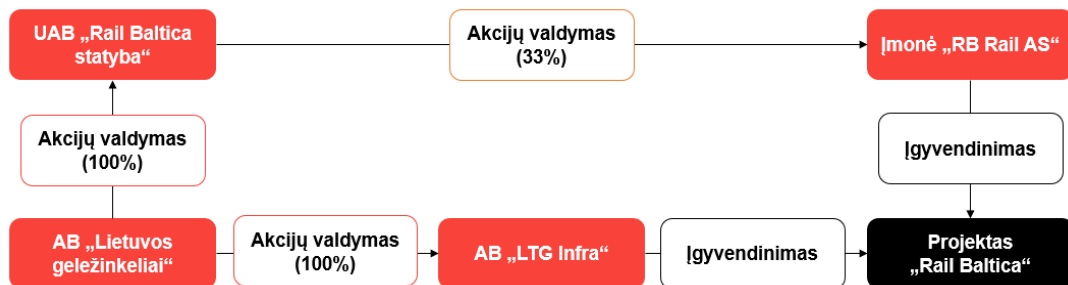 UAB „Rail Baltica
statyba“
Akcijų valdymas
(33%)
Įmonė „RB Rail AS“
Akcijų valdymas
(100%)
Įgyvendinimas
AB „Lietuvos
geležinkeliai“
Akcijų valdymas
(100%)
AB „LTG Infra“
Įgyvendinimas
Projektas
„Rail Baltica“